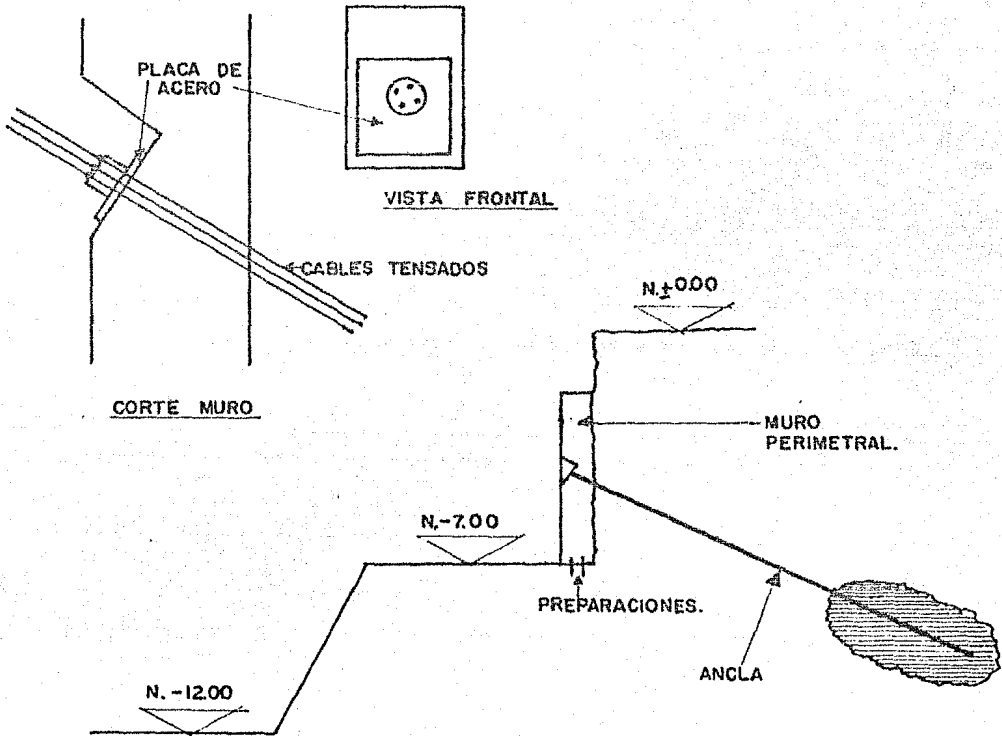 PLACA DE
ACERO
VISTA FRONTAL
CABLES TENSADOS
CORTE MURO
N.±0.00
MURO
PERIMETRAL.
N.-7.00
PREPARACIONES.
ANCLA
N.-12.00